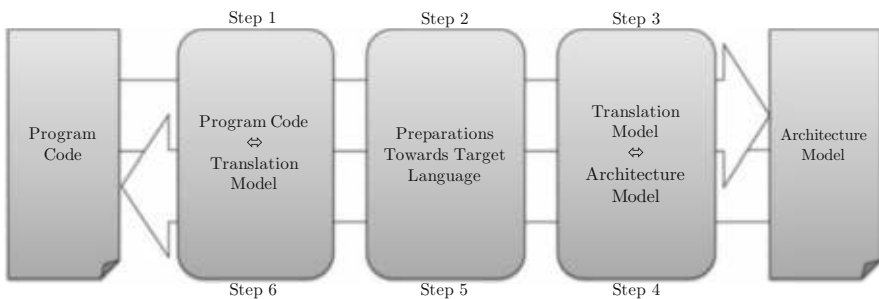 Step 1
Step 2
Step 3
Program
Code
Program Code
⇔
Translation
Model
Preparations
Towards Target
Language
Translation
Model
⇔
Architecture
Model
Architecture
Model
Step 6
Step 5
Step 4